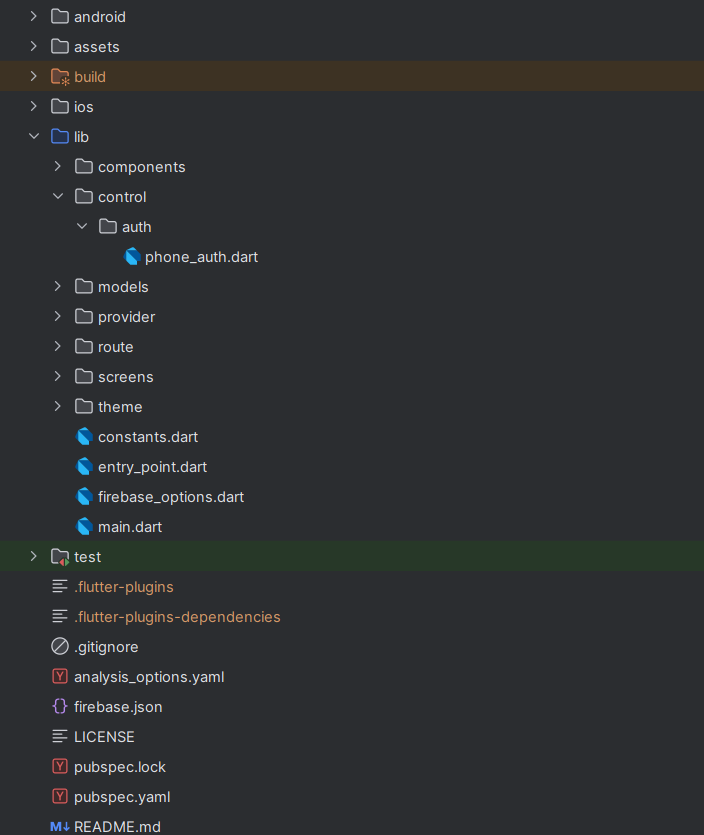 android
assets
build
ios
lib
components
control
auth
phone_auth.dart
models
provider
route
screens
theme
constants.dart
entry_point.dart
firebase_options.dart
main.dart
test
.flutter-plugins
.flutter-plugins-dependencies
.gitignore
analysis_options.yaml
firebase.json
LICENSE
pubspec.lock
pubspec.yaml
README.md